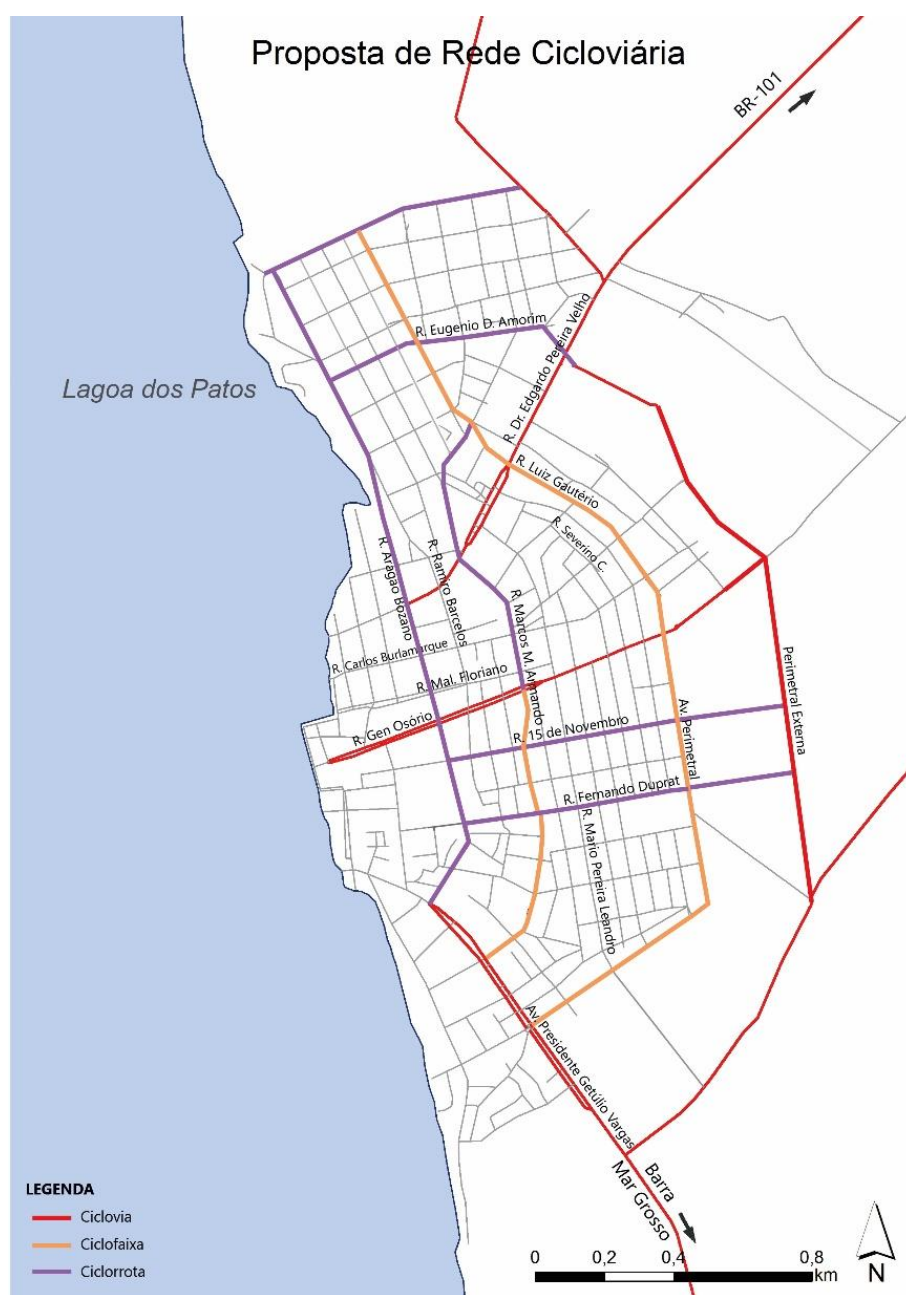 Proposta de Rede Cicloviária
BR-101
R. Eugenio D. Amorim
R. Dr. Edgardo Pereira Velho
Lagoa dos Patos
R. Luiz Gautério
R. Severino C.
R. Aragão Bozano
R. Ramiro Barcelos
R. Marcos M. Armando
R. Carlos Burlamarque
R. Mal. Floriano
R. Gen Osório
R. 15 de Novembro
Av. Perimetral
Perimetral Externa
R. Fernando Duprat
R. Mario Pereira Leandro
Av. Presidente Getúlio Vargas
Barra
Mar Grosso
LEGENDA
Ciclovia
Ciclofaixa
Ciclorrota
0 0,2 0,4 0,8
km
N